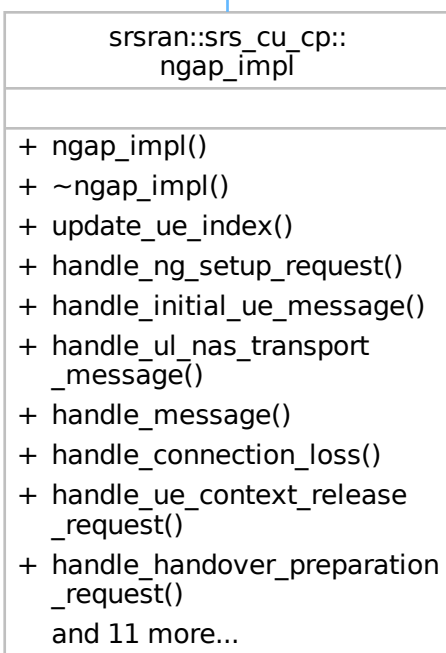 srsran::srs_cu_cp::
ngap_impl
+ ngap_impl()
+ ~ngap_impl()
+ update_ue_index()
+ handle_ng_setup_request()
+ handle_initial_ue_message()
+ handle_ul_nas_transport
_message()
+ handle_message()
+ handle_connection_loss()
+ handle_ue_context_release
_request()
+ handle_handover_preparation
_request()
and 11 more...